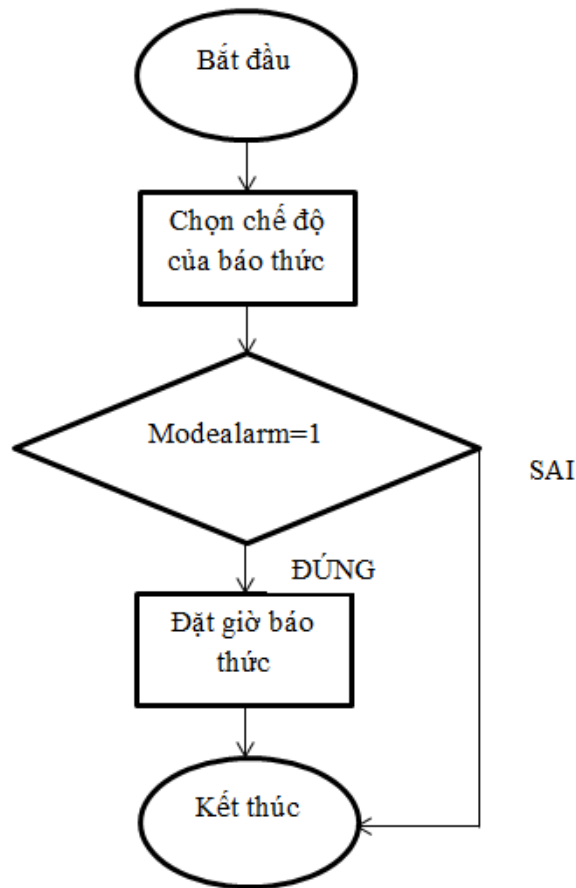 Bắt đầu
Chọn chế độ
của báo thức
Modealarm=1
SAI
ĐÚNG
Đặt giờ báo
thức
Kết thúc